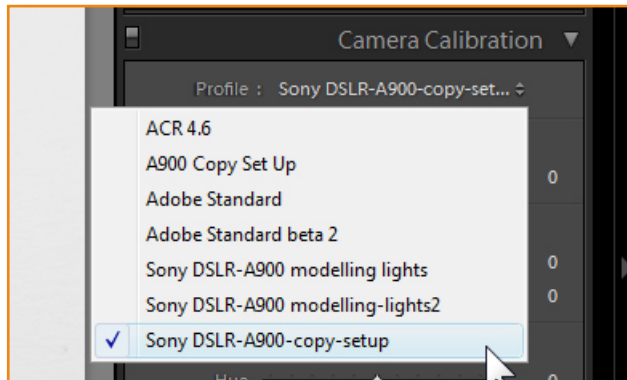 Camera Calibration
Profile : Sony DSLR-A900-copy-set...
ACR 4.6
A900 Copy Set Up
0
Adobe Standard
Adobe Standard beta 2
Sony DSLR-A900 modelling lights
0
Sony DSLR-A900 modelling-lights2
0
Sony DSLR-A900-copy-setup
Hue
0